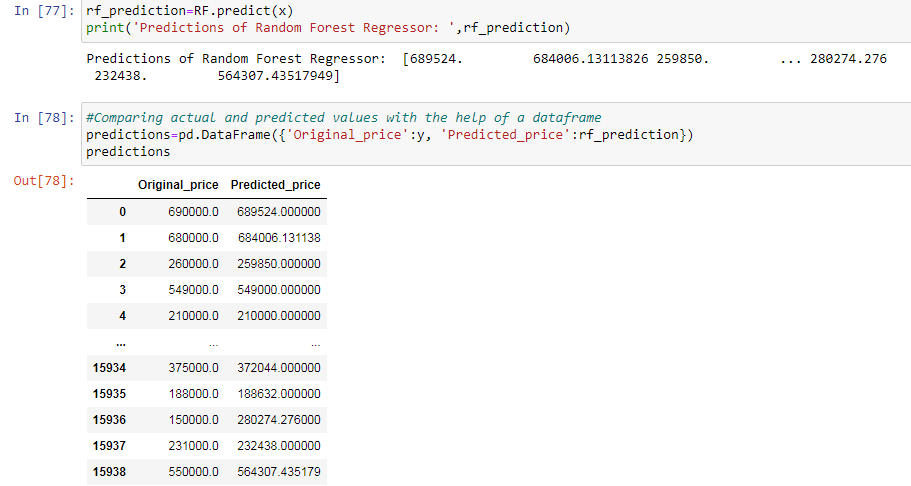 In [77]: rf_prediction=RF.predict(x)
print('Predictions of Random Forest Regressor: ',rf_prediction)
Predictions of Random Forest Regressor:  [689524.         684006.13113826 259850.         ... 280274.276
 232438.         564307.43517949]
In [78]: #Comparing actual and predicted values with the help of a dataframe
predictions=pd.DataFrame({'Original_price':y, 'Predicted_price':rf_prediction})
predictions
Out[78]:
Original_price Predicted_price
0 690000.0 689524.000000
1 680000.0 684006.131138
2 260000.0 259850.000000
3 549000.0 549000.000000
4 210000.0 210000.000000
... ... ...
15934 375000.0 372044.000000
15935 188000.0 188632.000000
15936 150000.0 280274.276000
15937 231000.0 232438.000000
15938 550000.0 564307.435179